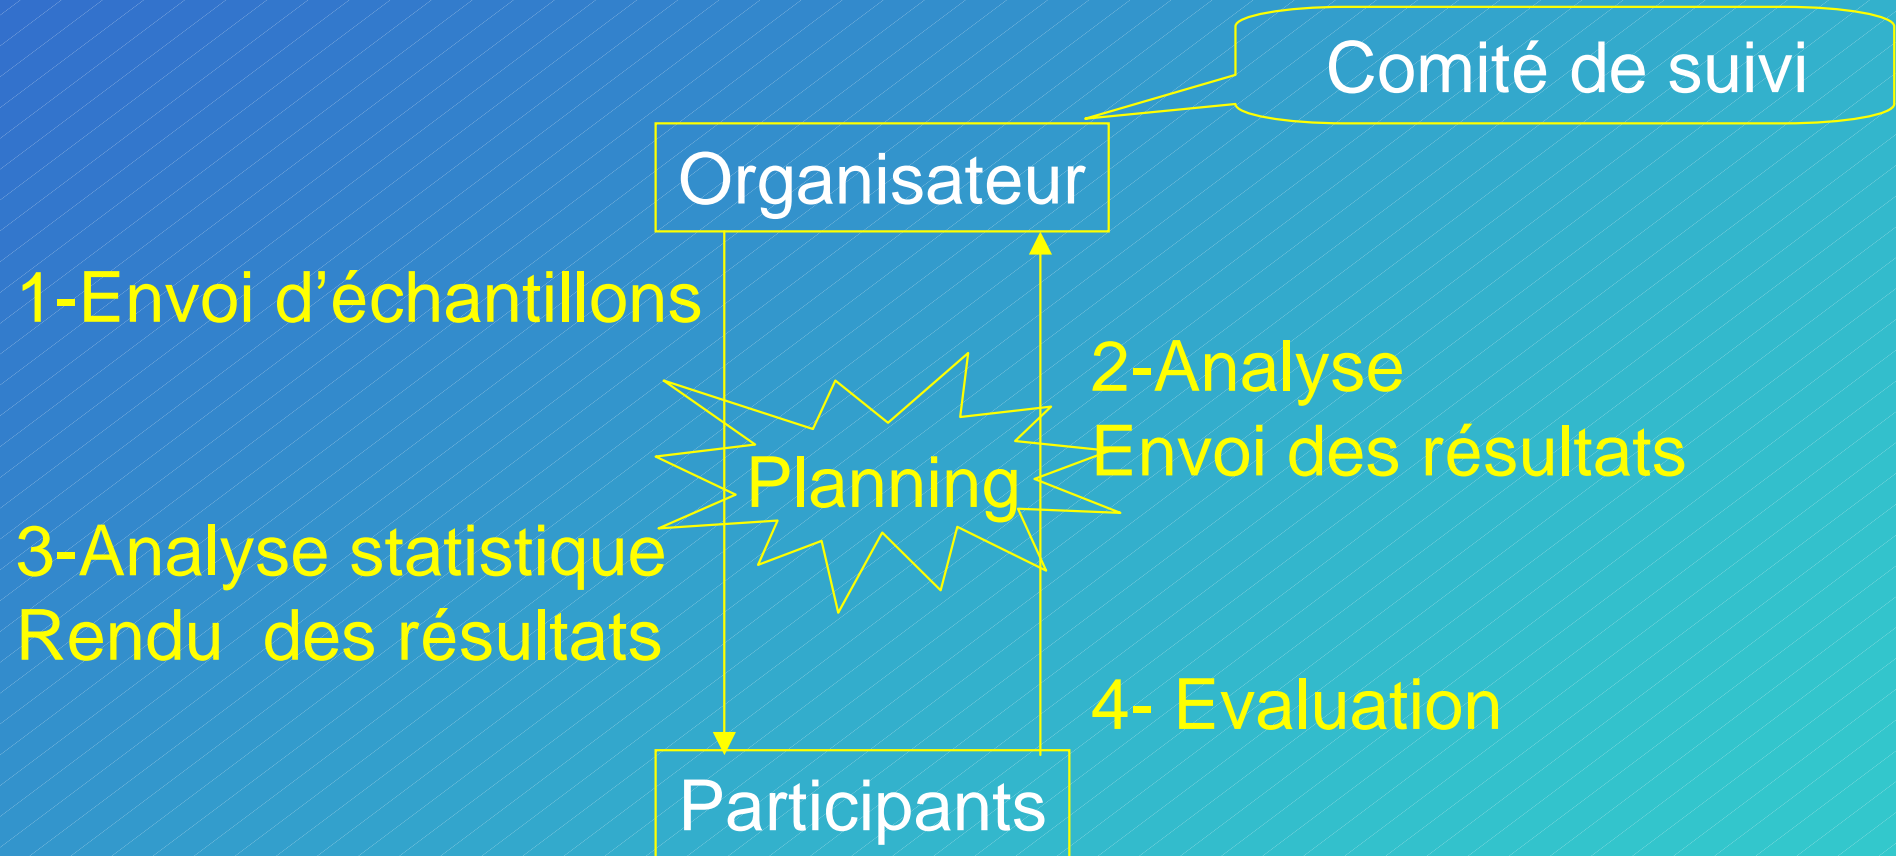 Comité de suivi
Organisateur
1-Envoi d’échantillons
2-Analyse
Envoi des résultats
Planning
3-Analyse statistique
Rendu  des résultats
4- Evaluation
Participants